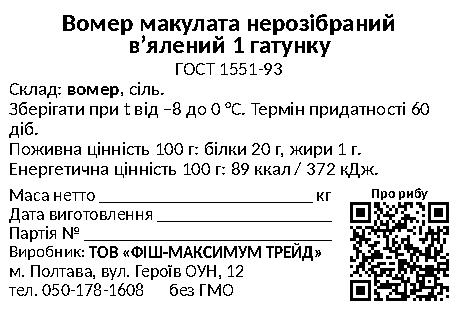 Вомер макулата нерозібраний
в’ялений 1 гатунку
ГОСТ 1551-93
Склад: вомер, сіль.
Зберігати при t від –8 до 0 °С. Термін придатності 60
діб.
Поживна цінність 100 г: білки 20 г, жири 1 г.
Енергетична цінність 100 г: 89 ккал / 372 кДж.
Маса нетто ______________________ кг
Дата виготовлення __________________
Партія № __________________________
Виробник: ТОВ «ФІШ-МАКСИМУМ ТРЕЙД»
м. Полтава, вул. Героїв ОУН, 12
тел. 050-178-1608 без ГМО
Про рибу